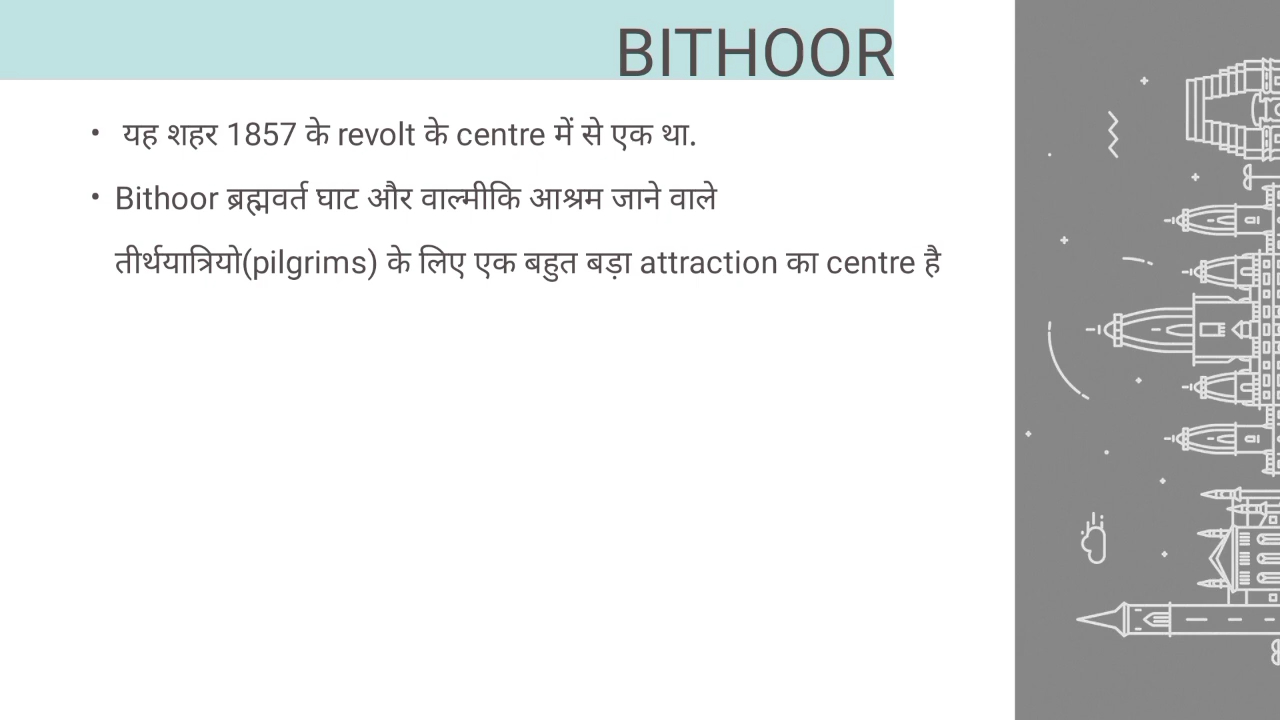 BITHOOR
• यह शहर 1857 के revolt के centre में से एक था.
• Bithoor ब्रह्मवर्त घाट और वाल्मीकि आश्रम जाने वाले
तीर्थयात्रियो(pilgrims) के लिए एक बहुत बड़ा attraction का centre है